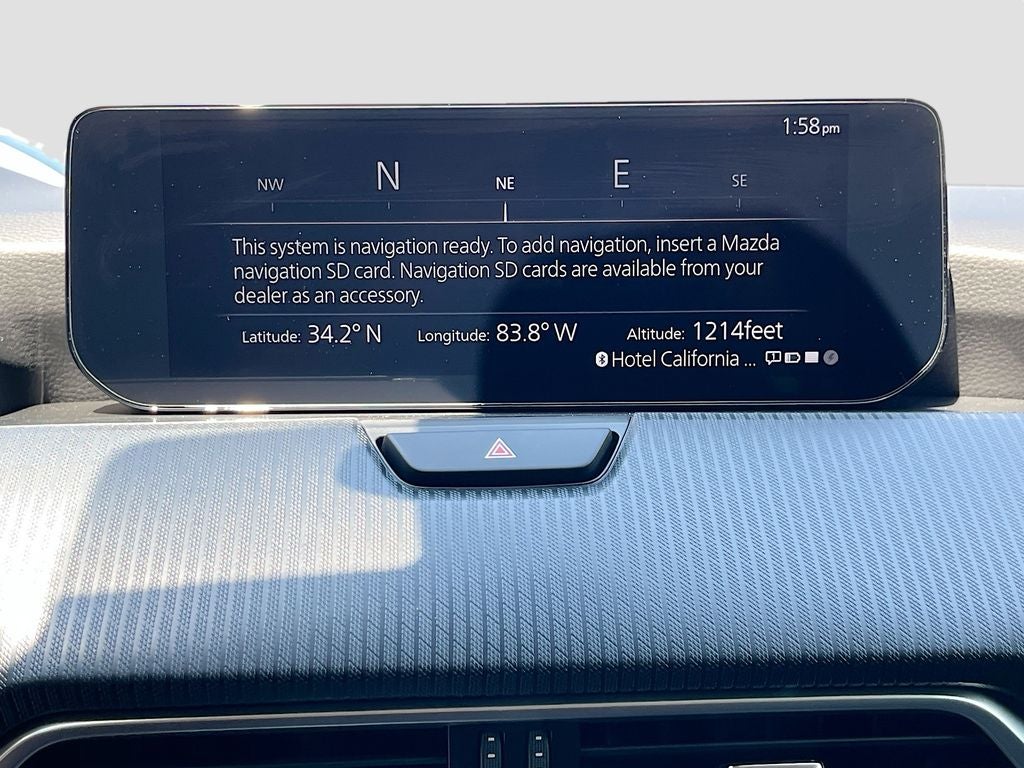 1:58pm
NW N NE E SE
This system is navigation ready. To add navigation, insert a Mazda
navigation SD card. Navigation SD cards are available from your
dealer as an accessory.
Latitude: 34.2° N Longitude: 83.8° W Altitude: 1214feet
Hotel California ...